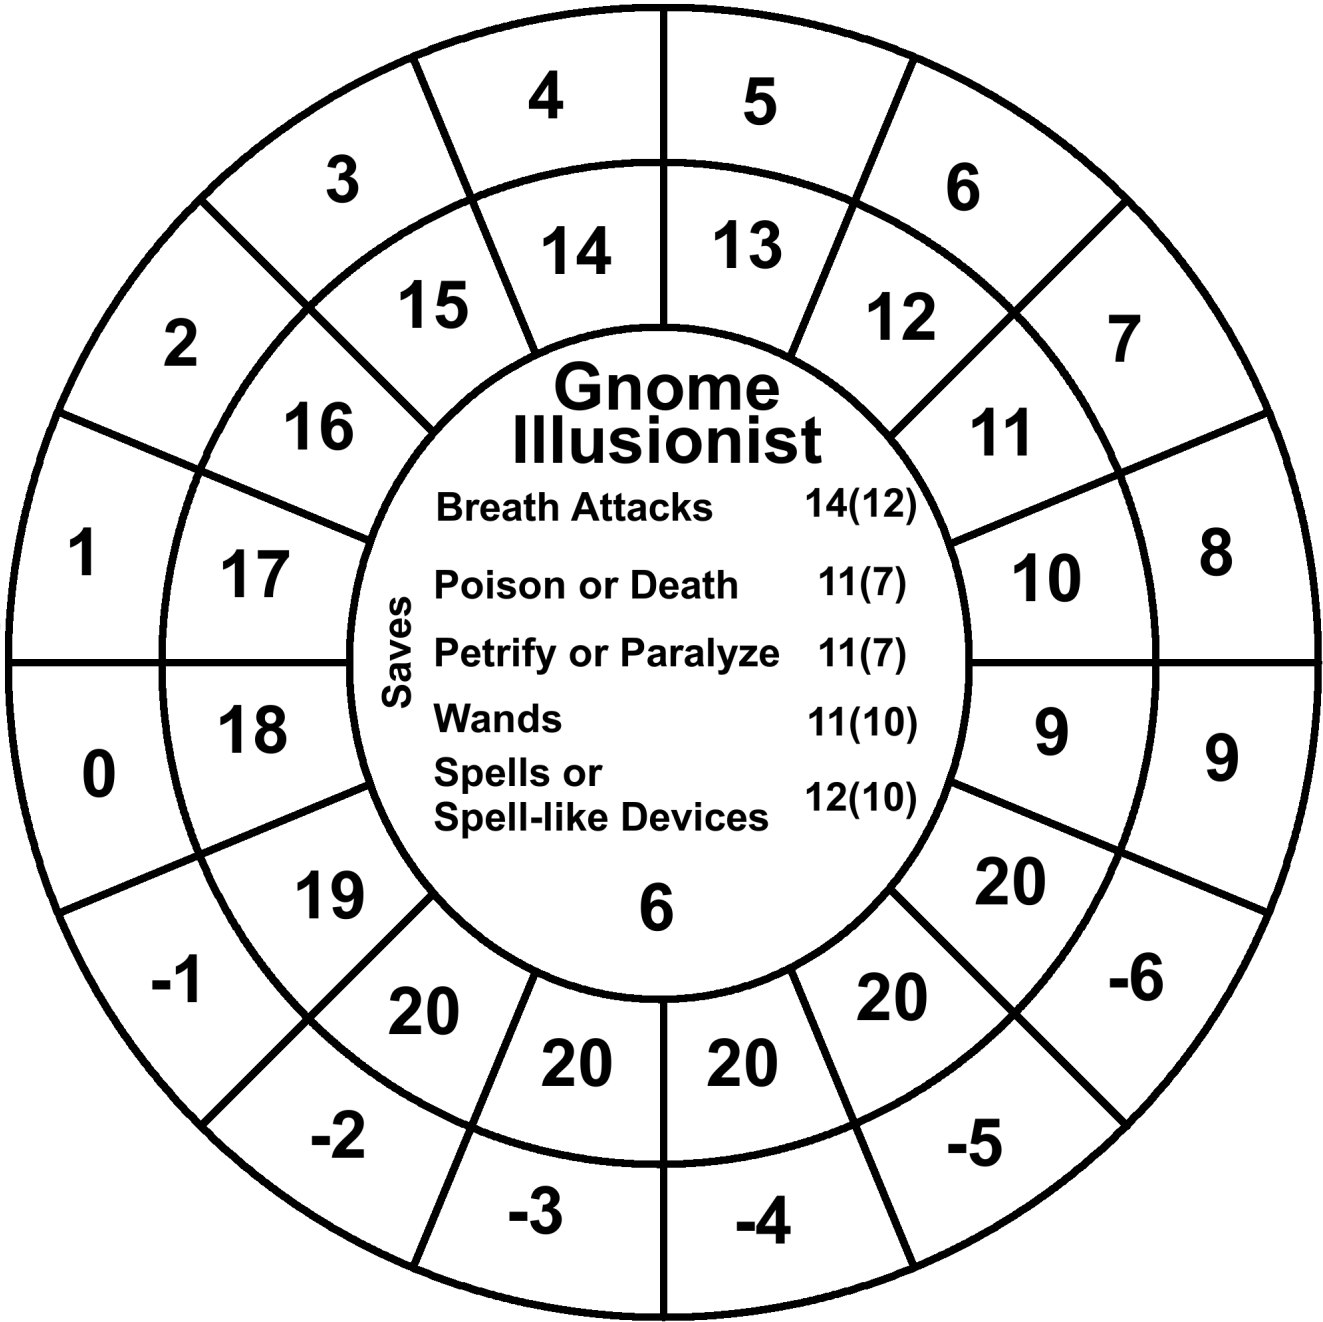 4 5
3 6
14 13
15 12
2 7
16 11
Gnome
Illusionist
Breath Attacks 14(12)
1 17 10 8
Poison or Death 11(7)
Saves
Petrify or Paralyze 11(7)
Wands 11(10)
0 18 9 9
Spells or
Spell-like Devices 12(10)
19 20
6
-1 -6
20 20
20 20
-2 -5
-3 -4